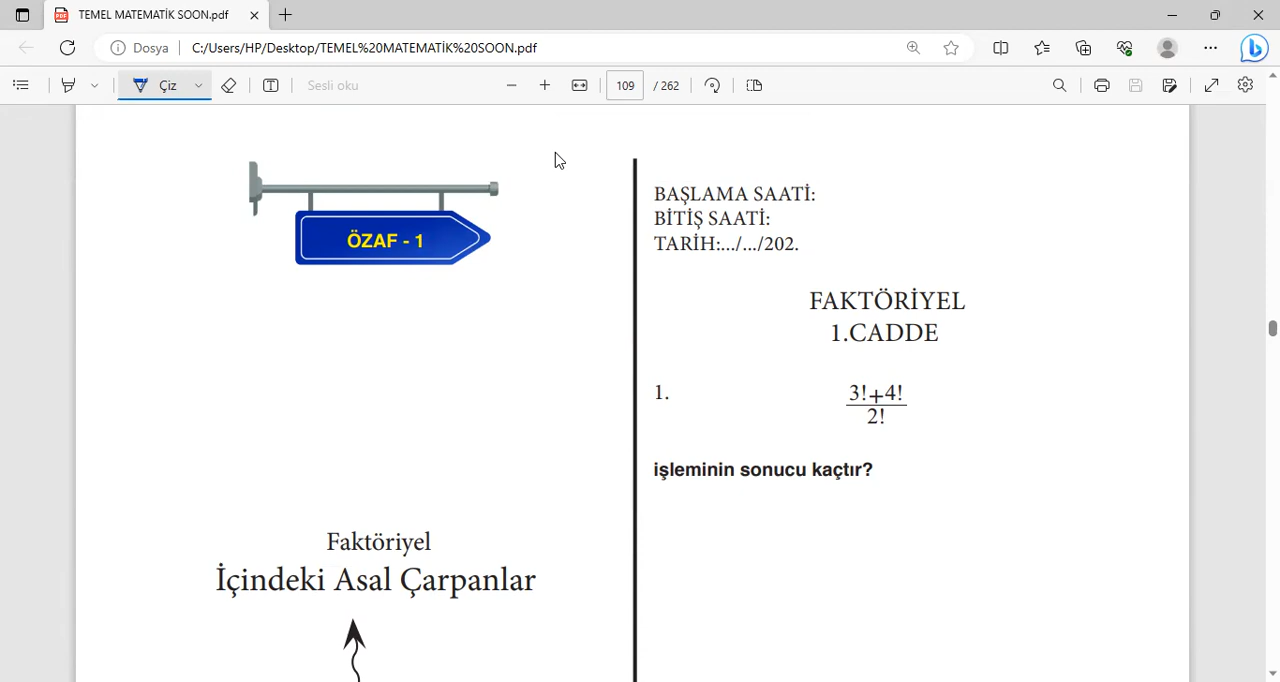 TEMEL MATEMATİK SOON.pdf
Dosya
C:/Users/HP/Desktop/TEMEL%20MATEMATİK%20SOON.pdf
Çiz
Sesli oku
109
/ 262
ÖZAF - 1
Faktöriyel
İçindeki Asal Çarpanlar
BAŞLAMA SAATİ:
BİTİŞ SAATİ:
TARİH:.../.../202.
FAKTÖRİYEL
1.CADDE
1.
3!+4!
2!
işleminin sonucu kaçtır?